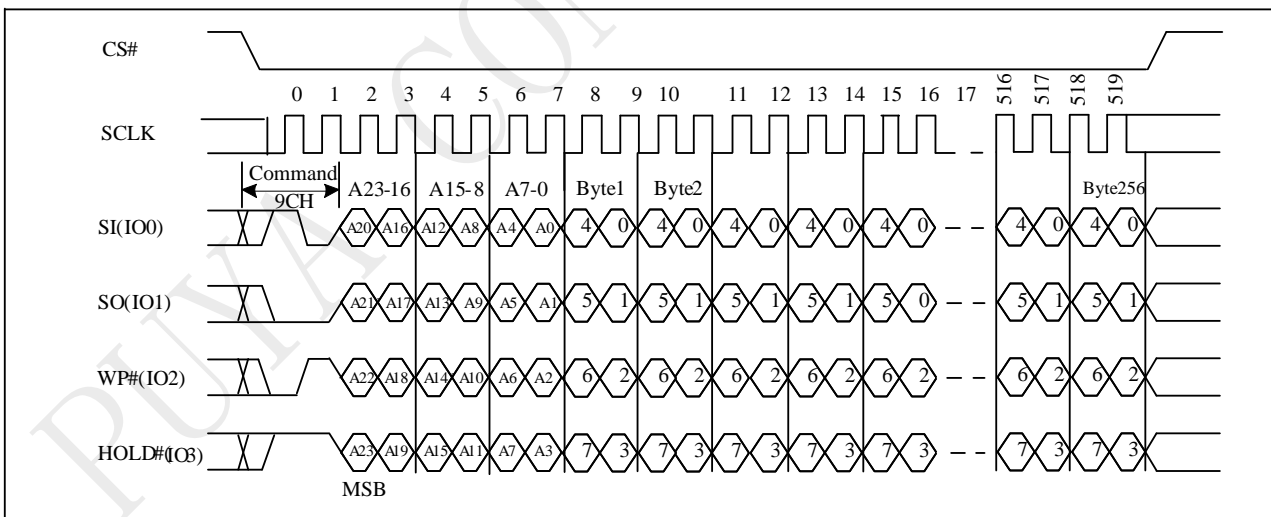 PUYA CON
CS#
0 1 2 3 4 5 6 7 8 9 10 11 12 13 14 15 16 17 516 517 518 519
SCLK
Command
9CH
A23-16 A15-8 A7-0 Byte1 Byte2 Byte256
SI(IO0) A20 A16 A12 A8 A4 A0 4 0 4 0 4 0 4 0 4 0 4 0 4 0
SO(IO1) A21 A17 A13 A9 A5 A1 5 1 5 1 5 1 5 1 5 0 5 1 5 1
WP#(IO2) A22 A18 A14 A10 A6 A2 6 2 6 2 6 2 6 2 6 2 6 2 6 2
HOLD#(IO3) A23 A19 A15 A11 A7 A3 7 3 7 3 7 3 7 3 7 3 7 3 7 3
MSB